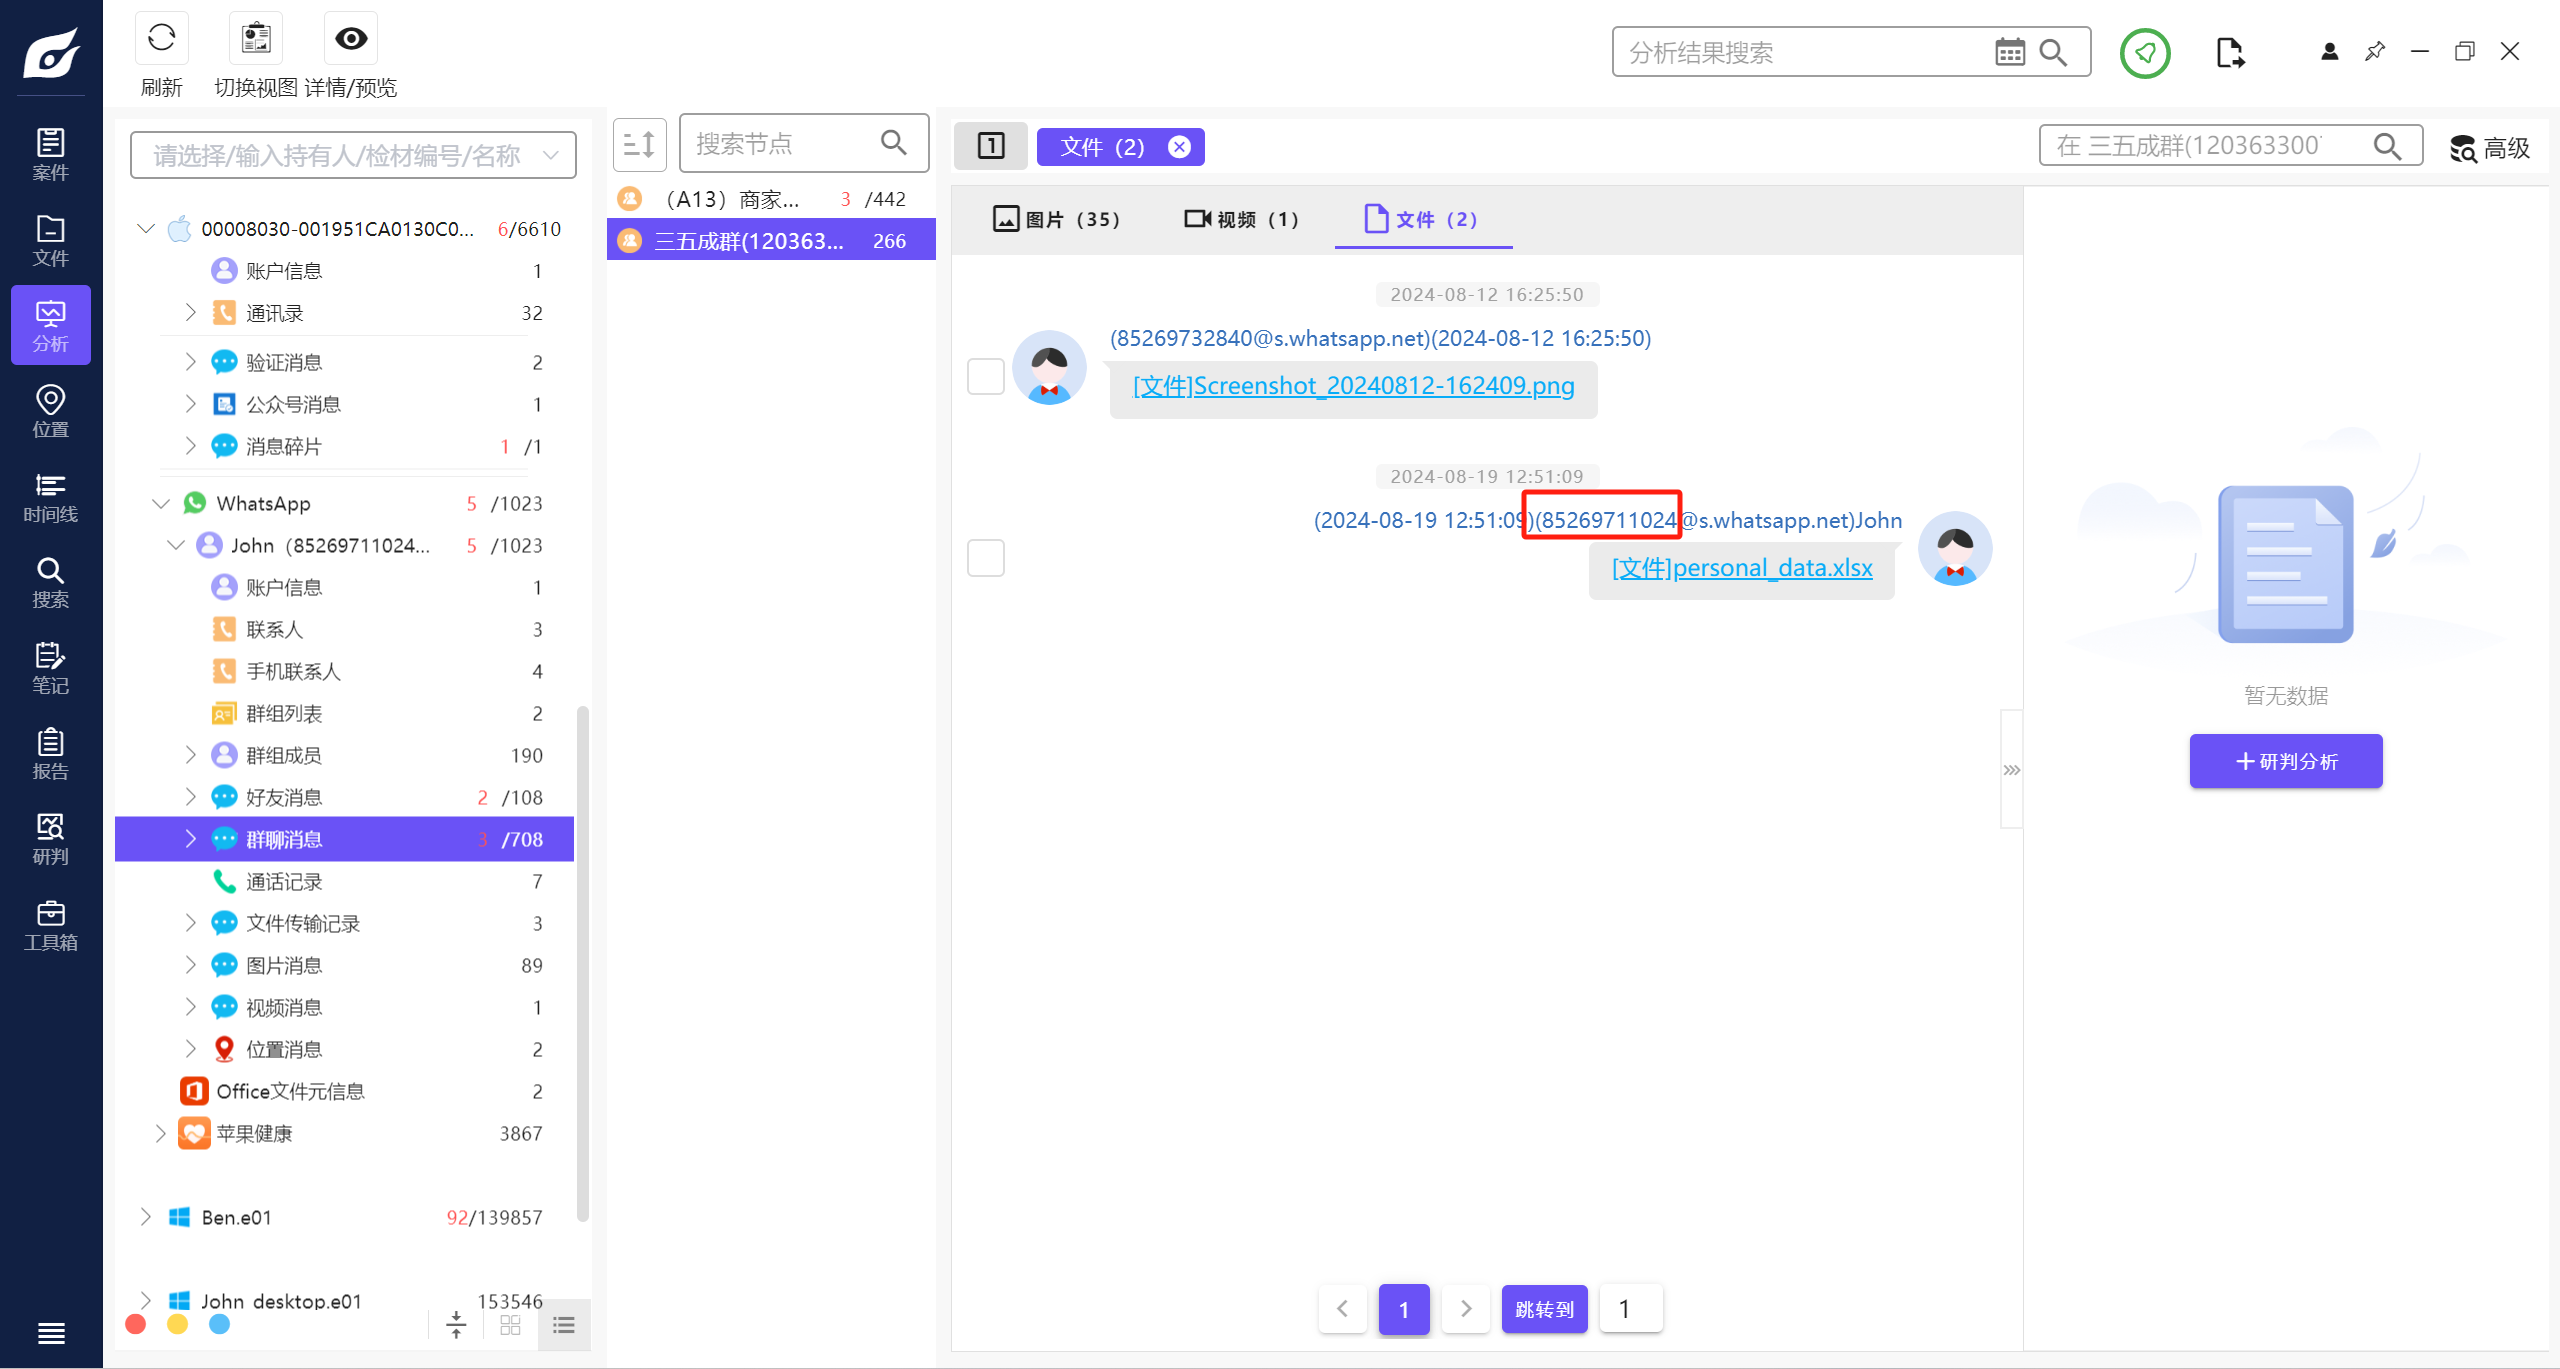 刷新
切换视图
详情/预览
分析结果搜索
案件
文件
分析
位置
时间线
搜索
笔记
报告
研判
工具箱
请选择/输入持有人/检材编号/名称
00008030-001951CA0130C0... 6/6610
账户信息 1
通讯录 32
验证消息 2
公众号消息 1
消息碎片 1 /1
WhatsApp 5 /1023
John（85269711024... 5 /1023
账户信息 1
联系人 3
手机联系人 4
群组列表 2
群组成员 190
好友消息 2 /108
群聊消息 3 /708
通话记录 7
文件传输记录 3
图片消息 89
视频消息 1
位置消息 2
Office文件元信息 2
苹果健康 3867
Ben.e01 92/139857
John desktop.e01 153546
搜索节点
（A13）商家... 3 /442
三五成群(120363... 266
1
文件（2）
在 三五成群(120363300
高级
图片（35）
视频（1）
文件（2）
2024-08-12 16:25:50
(85269732840@s.whatsapp.net)(2024-08-12 16:25:50)
[文件]Screenshot_20240812-162409.png
2024-08-19 12:51:09
(2024-08-19 12:51:09)(85269711024@s.whatsapp.net)John
[文件]personal_data.xlsx
暂无数据
+研判分析
1
跳转到
1